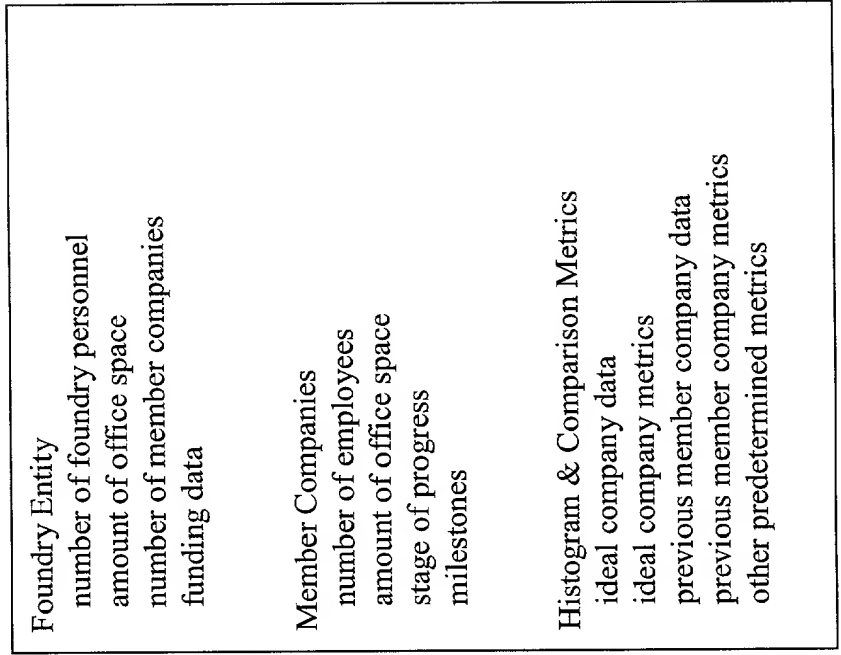 Foundry Entity
number of foundry personnel
amount of office space
number of member companies
funding data
Member Companies
number of employees
amount of office space
stage of progress
milestones
Histogram & Comparison Metrics
ideal company data
ideal company metrics
previous member company data
previous member company metrics
other predetermined metrics